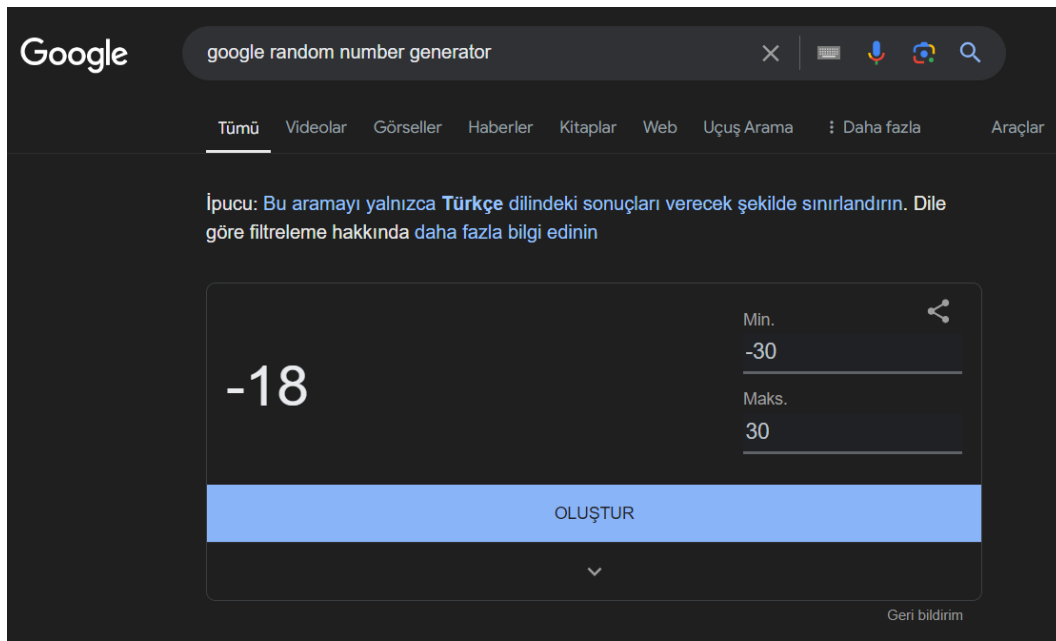 Google
google random number generator
Tümü Videolar Görseller Haberler Kitaplar Web Uçuş Arama Daha fazla Araçlar
İpucu: Bu aramayı yalnızca Türkçe dilindeki sonuçları verecek şekilde sınırlandırın. Dile
göre filtreleme hakkında daha fazla bilgi edinin
-18
Min.
-30
Maks.
30
OLUŞTUR
Geri bildirim